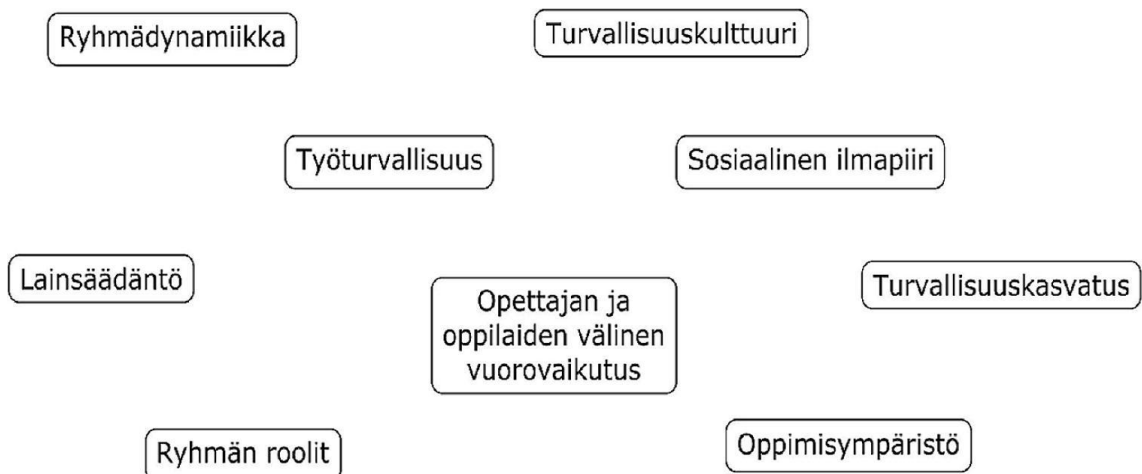 Ryhmädynamiikka
Turvallisuuskulttuuri
Työturvallisuus
Sosiaalinen ilmapiiri
Lainsäädäntö
Turvallisuuskasvatus
Opettajan ja
oppilaiden välinen
vuorovaikutus
Ryhmän roolit
Oppimisympäristö